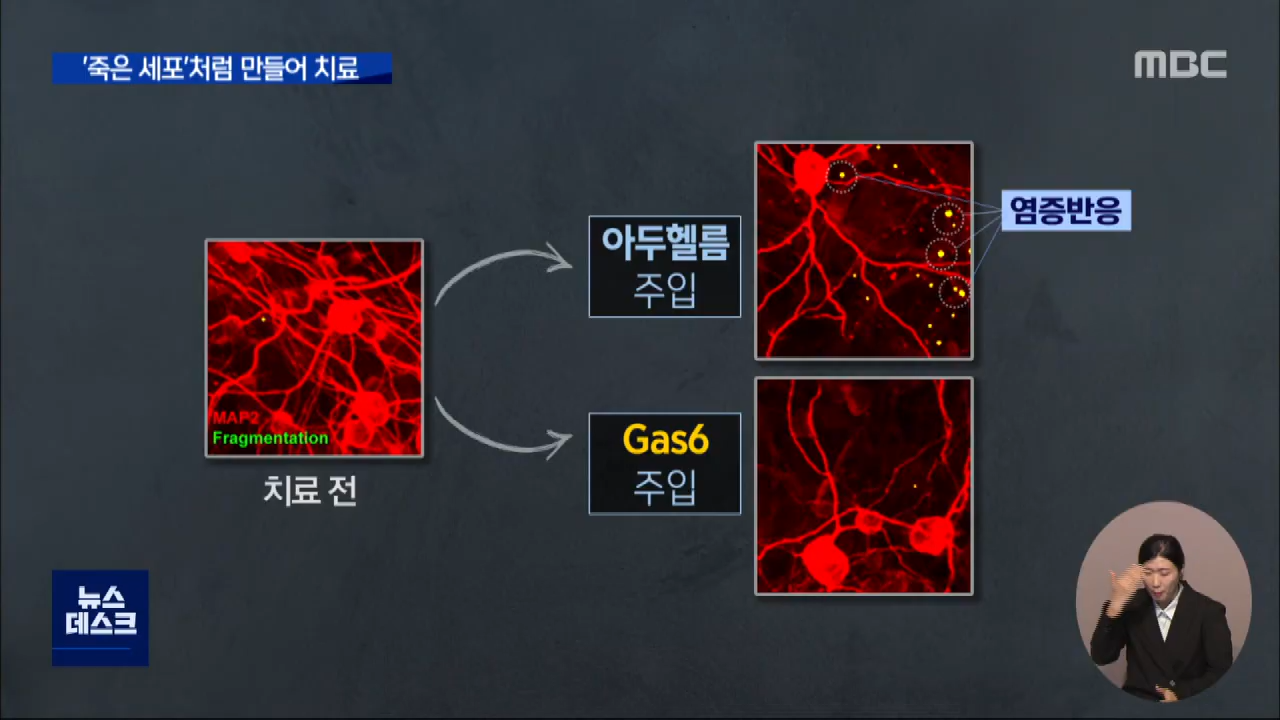 '죽은 세포'처럼 만들어 치료
MBC
아두헬름
주입
염증반응
MAP2
Fragmentation
치료 전
Gas6
주입
뉴스
데스크